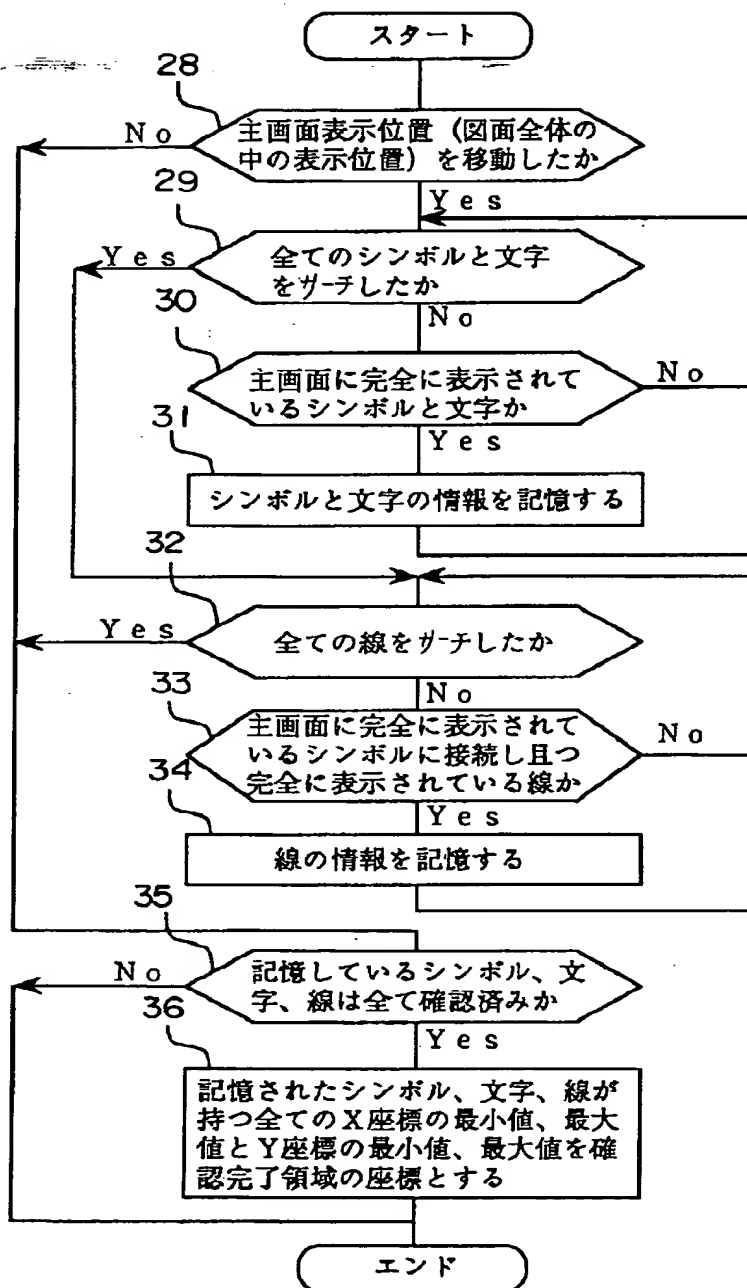 スタート
28
主画面表示位置（図面全体の
中の表示位置）を移動したか
No
Yes
29
全てのシンボルと文字
をサーチしたか
Yes
No
30
主画面に完全に表示されて
いるシンボルと文字か
No
Yes
31
シンボルと文字の情報を記憶する
32
全ての線をサーチしたか
Yes
No
33
主画面に完全に表示されて
いるシンボルに接続し且つ
完全に表示されている線か
No
Yes
34
線の情報を記憶する
35
記憶しているシンボル、文
字、線は全て確認済みか
No
Yes
36
記憶されたシンボル、文字、線が
持つ全てのX座標の最小値、最大
値とY座標の最小値、最大値を確
認完了領域の座標とする
エンド